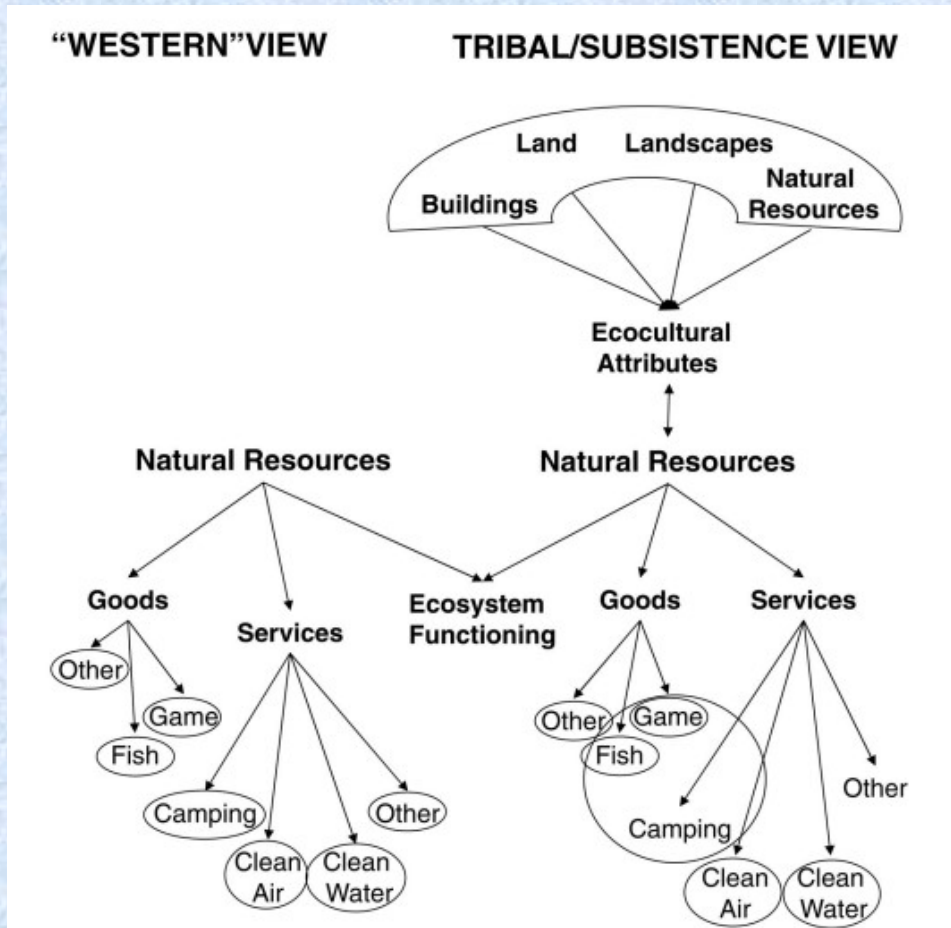 “WESTERN”VIEW
TRIBAL/SUBSISTENCE VIEW
Land
Landscapes
Buildings
Natural
Resources
Ecocultural
Attributes
Natural Resources
Natural Resources
Goods
Services
Ecosystem
Functioning
Goods
Services
Other
Game
Fish
Camping
Other
Clean
Air
Clean
Water
Other
Game
Fish
Camping
Other
Clean
Air
Clean
Water